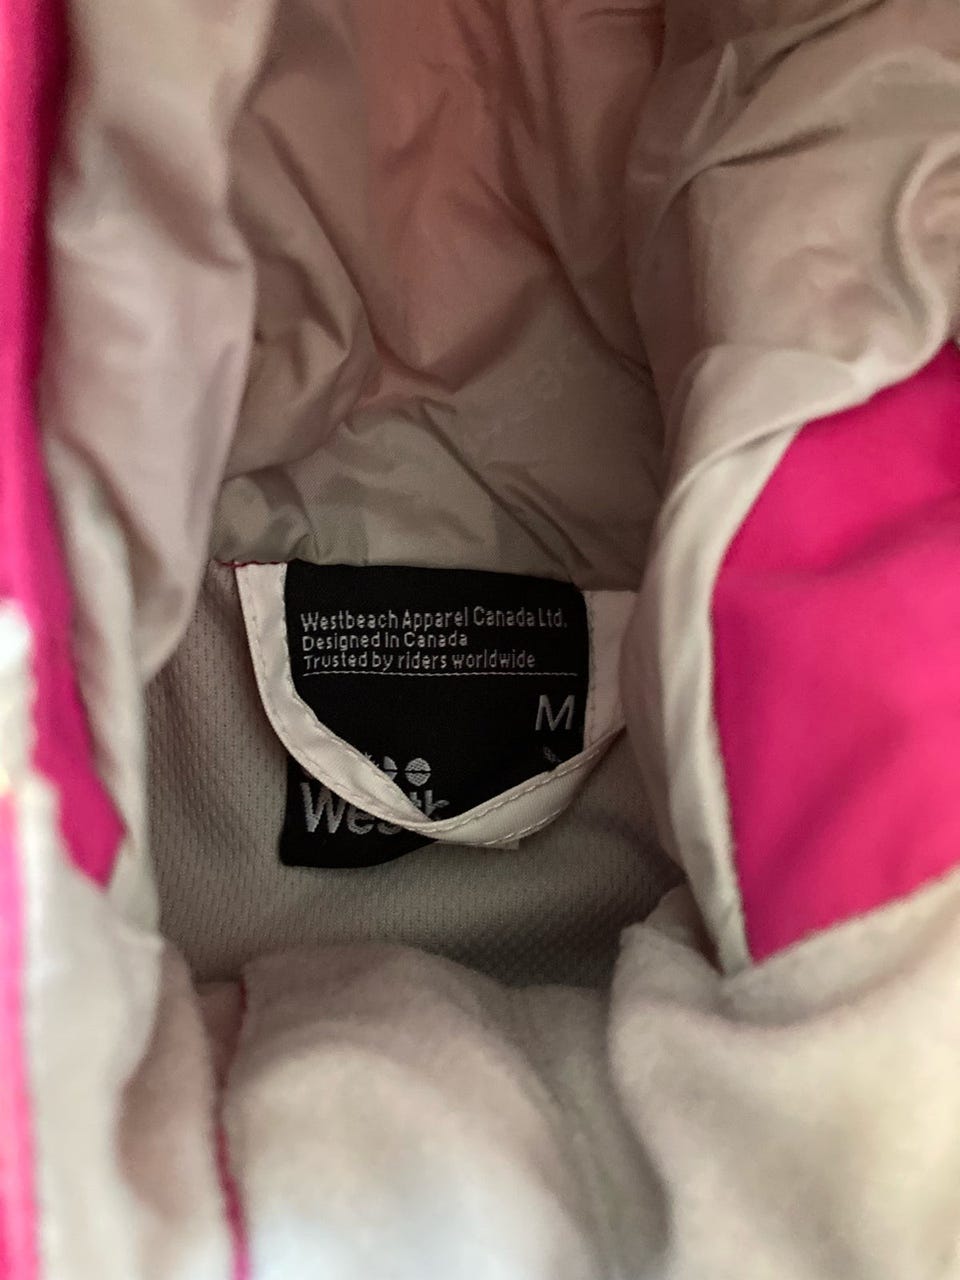 Westbeach Apparel Canada Ltd.
Designed in Canada
Trusted by riders worldwide
M